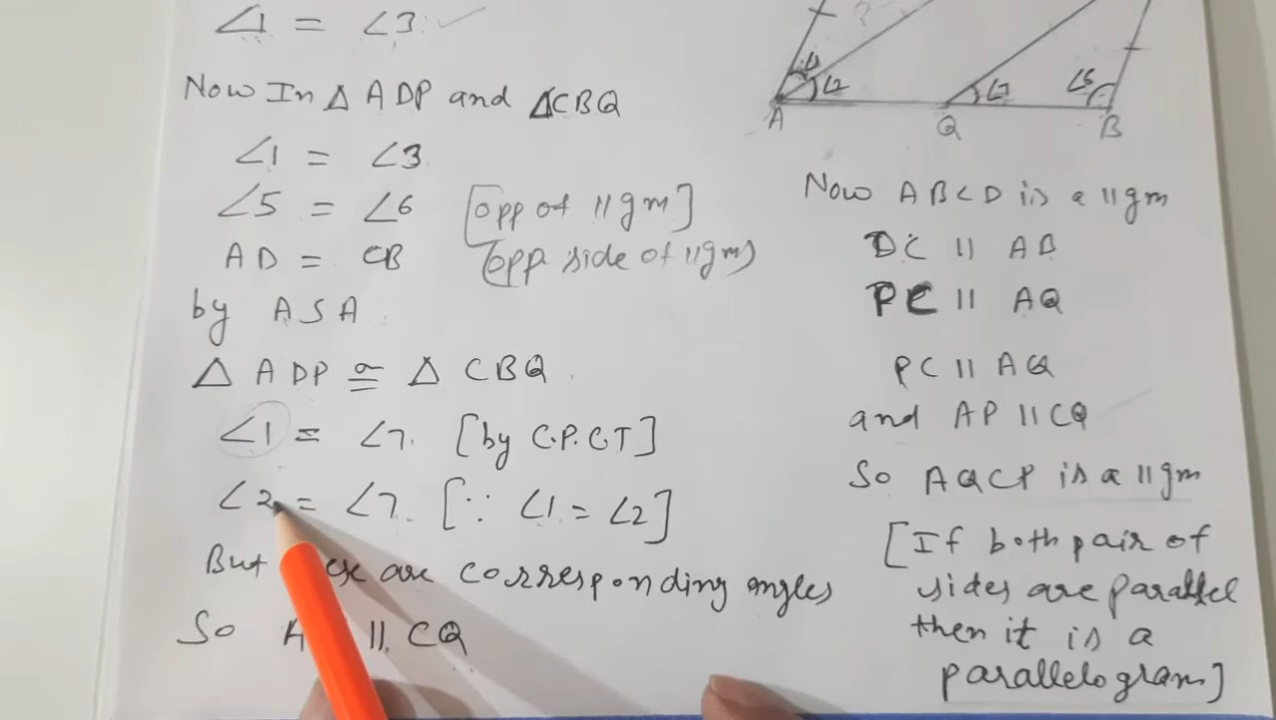 ∠1 = ∠3
Now In △ ADP and △CBQ
∠1 = ∠3
∠5 = ∠6 [opp of ||gm]
AD = CB (opp side of ||gm)
by ASA
△ ADP ≅ △ CBQ.
∠1 = ∠7. [by C.P.C.T]
∠2 = ∠7. [∵ ∠1 = ∠2]
But are corresponding angles
So A || CQ
∠2 ∠7 ∠5
A Q B
Now ABCD is a ||gm
DC || AB
PC || AQ
PC || AQ
and AP || CQ
So AQCP is a ||gm
[If both pair of
sides are parallel
then it is a
parallelogram]